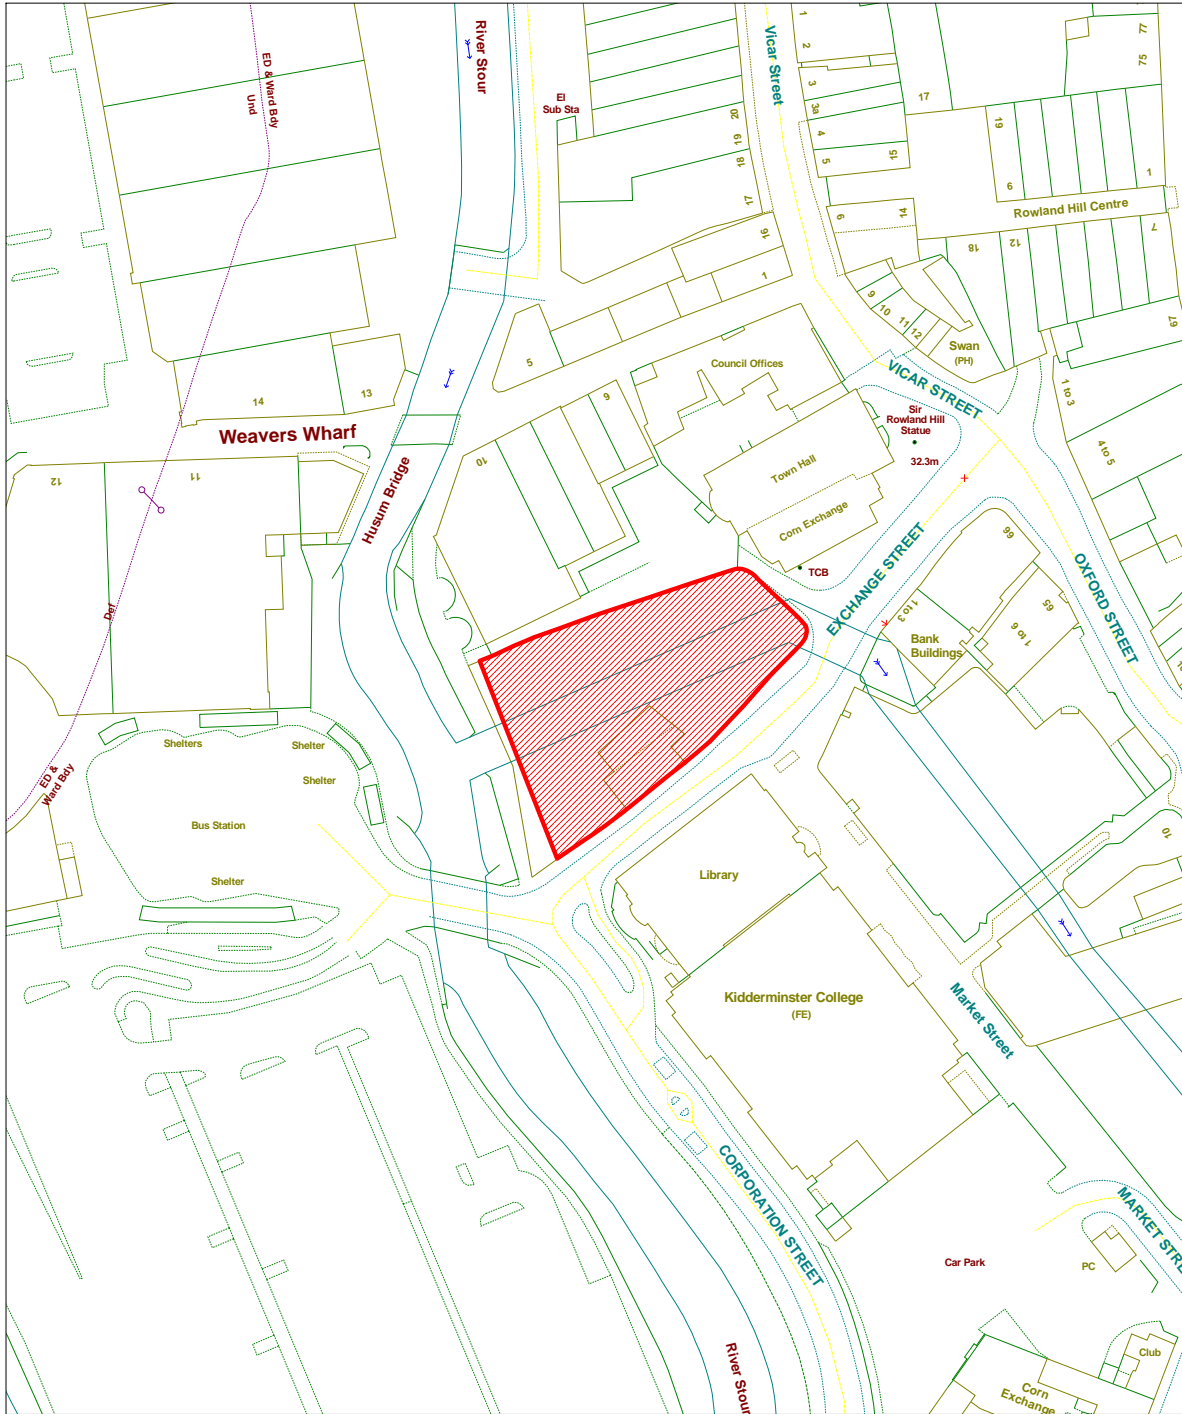 River Stour
ED & Ward Bdy
Und
El
Sub Sta
Vicar Street
1
2
3
3a
4
5
6
15
14
17
77
75
19
6
1
Rowland Hill Centre
18
12
7
67
20
19
18
17
16
1
5
9
10
11
12
Swan
(PH)
Council Offices
VICAR STREET
Sir
Rowland Hill
Statue
32.3m
1 to 3
4 to 5
14
13
Weavers Wharf
12
11
Husum Bridge
10
9
Town Hall
Corn Exchange
TCB
EXCHANGE STREET
66
OXFORD STREET
1 to 3
Bank
Buildings
65
1 to 6
Def
ED &
Ward Bdy
Shelters
Shelter
Shelter
Bus Station
Shelter
Library
10
Kidderminster College
(FE)
Market Street
CORPORATION STREET
MARKET STRE
Car Park
PC
River Stour
Club
Corn
Exchange